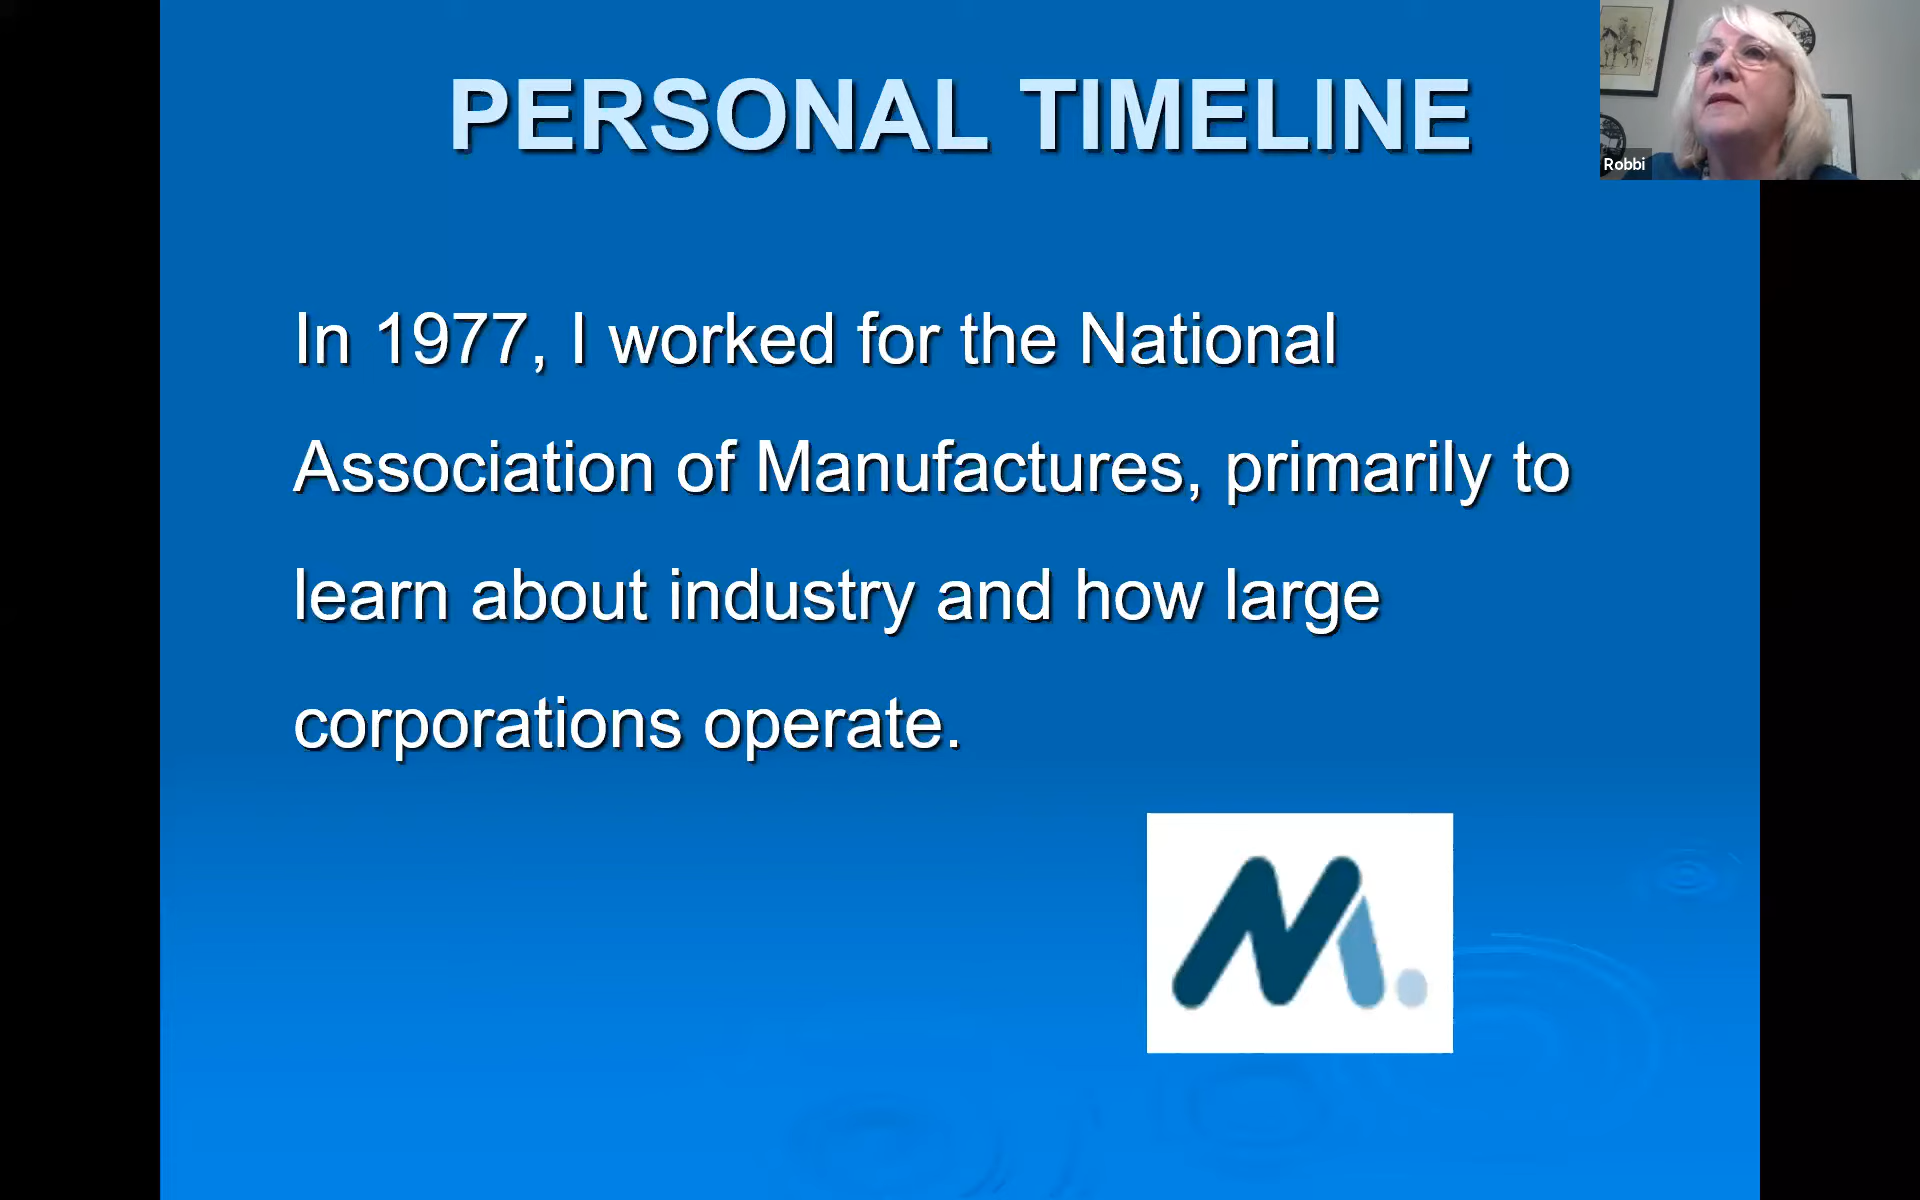 PERSONAL TIMELINE
Robbi
In 1977, I worked for the National
Association of Manufactures, primarily to
learn about industry and how large
corporations operate.